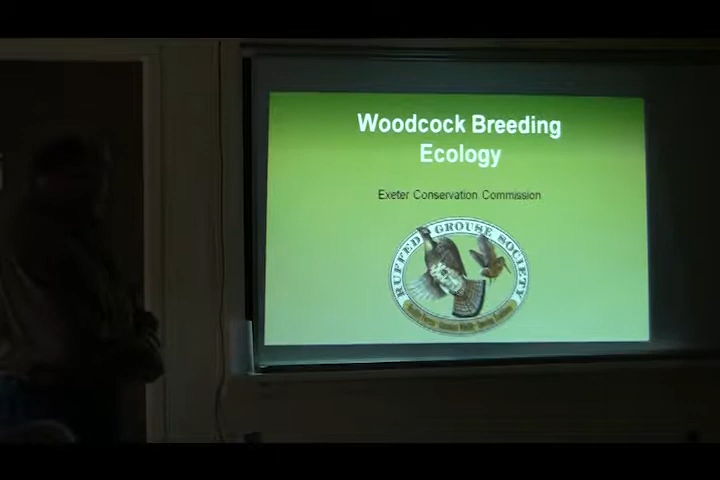 Woodcock Breeding
Ecology
Exeter Conservation Commission
RUFFED GROUSE SOCIETY